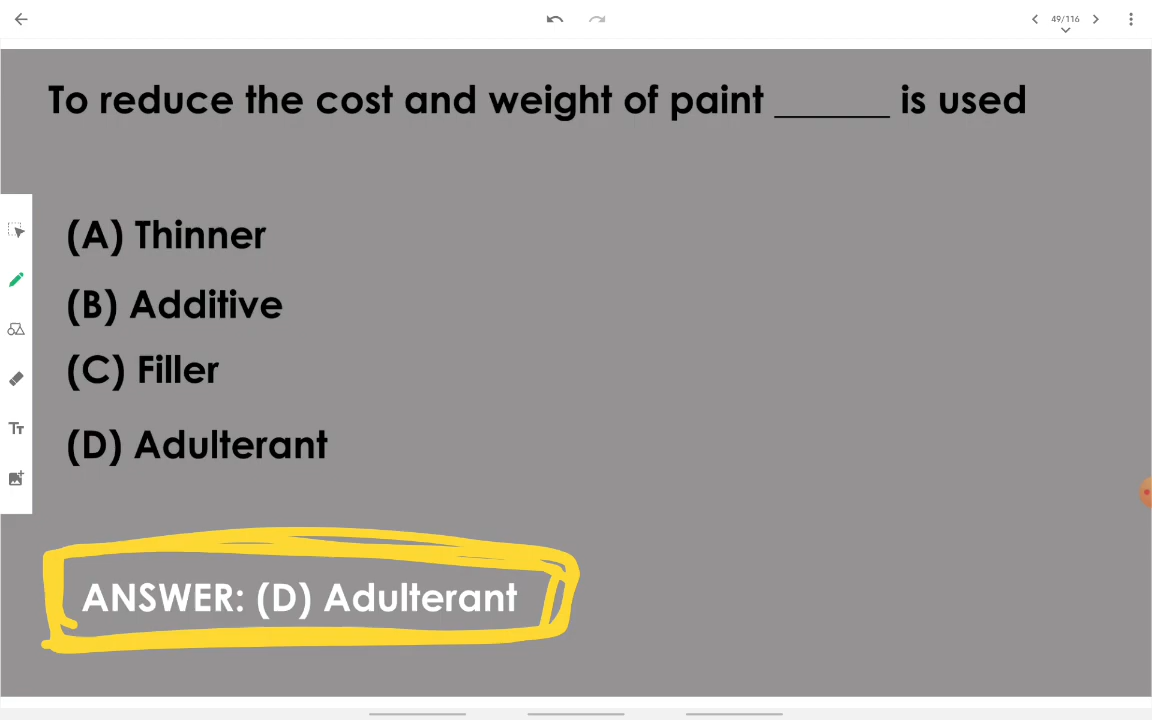 49/116
To reduce the cost and weight of paint ______ is used
(A) Thinner
(B) Additive
(C) Filler
(D) Adulterant
Tт
ANSWER: (D) Adulterant